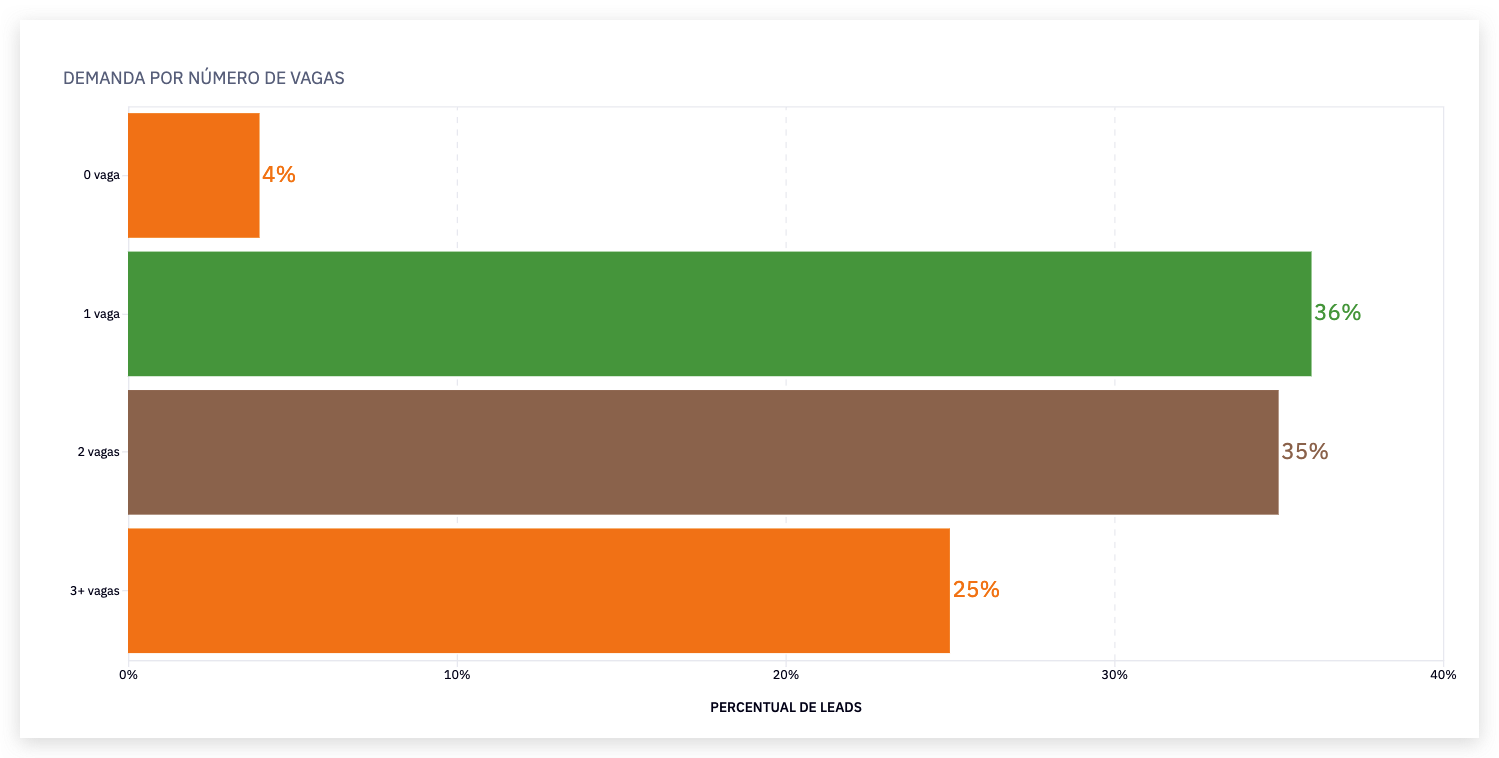 DEMANDA POR NÚMERO DE VAGAS
0 vaga
4%
1 vaga
36%
2 vagas
35%
3+ vagas
25%
0%
10%
20%
30%
40%
PERCENTUAL DE LEADS